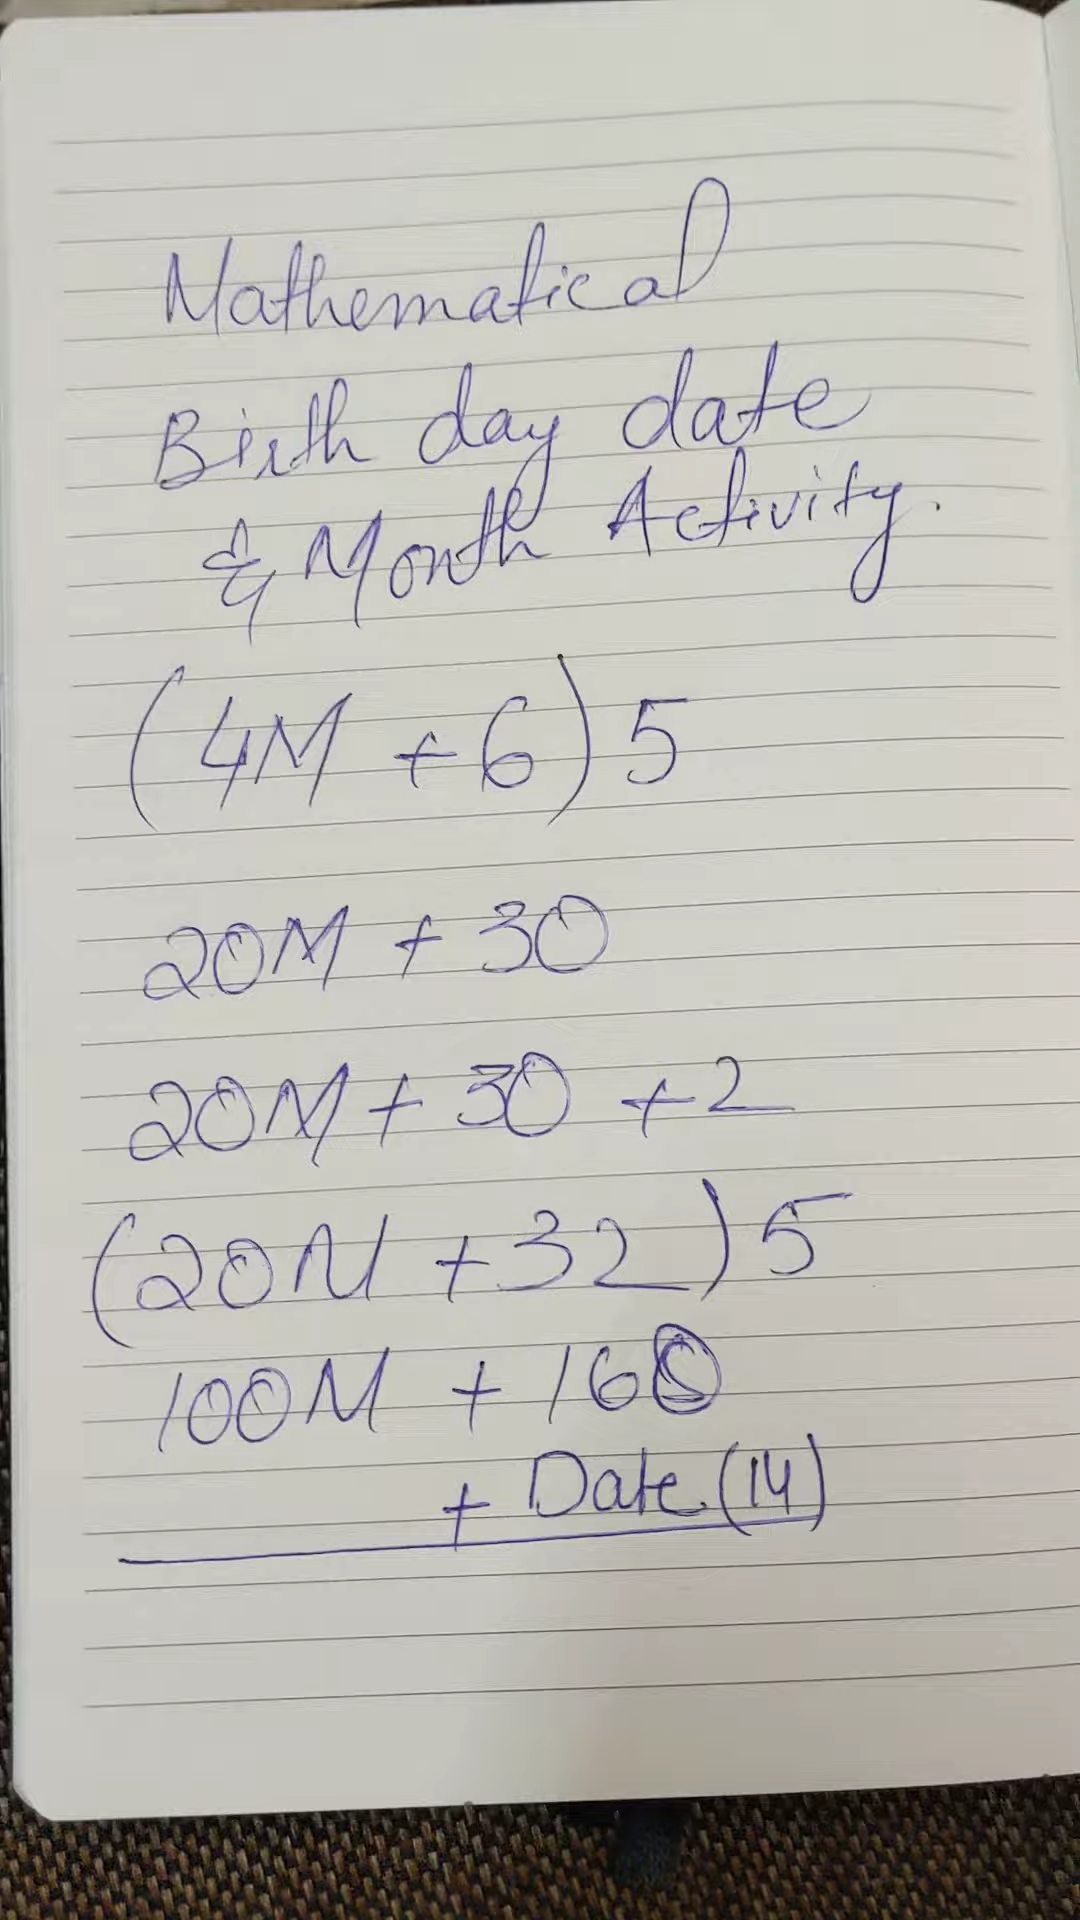 Mathematical
Birth day date
& Month Activity.
(4M + 6) 5
20M + 30
20M + 30 + 2
(20M + 32) 5
100M + 160
+ Date (14)